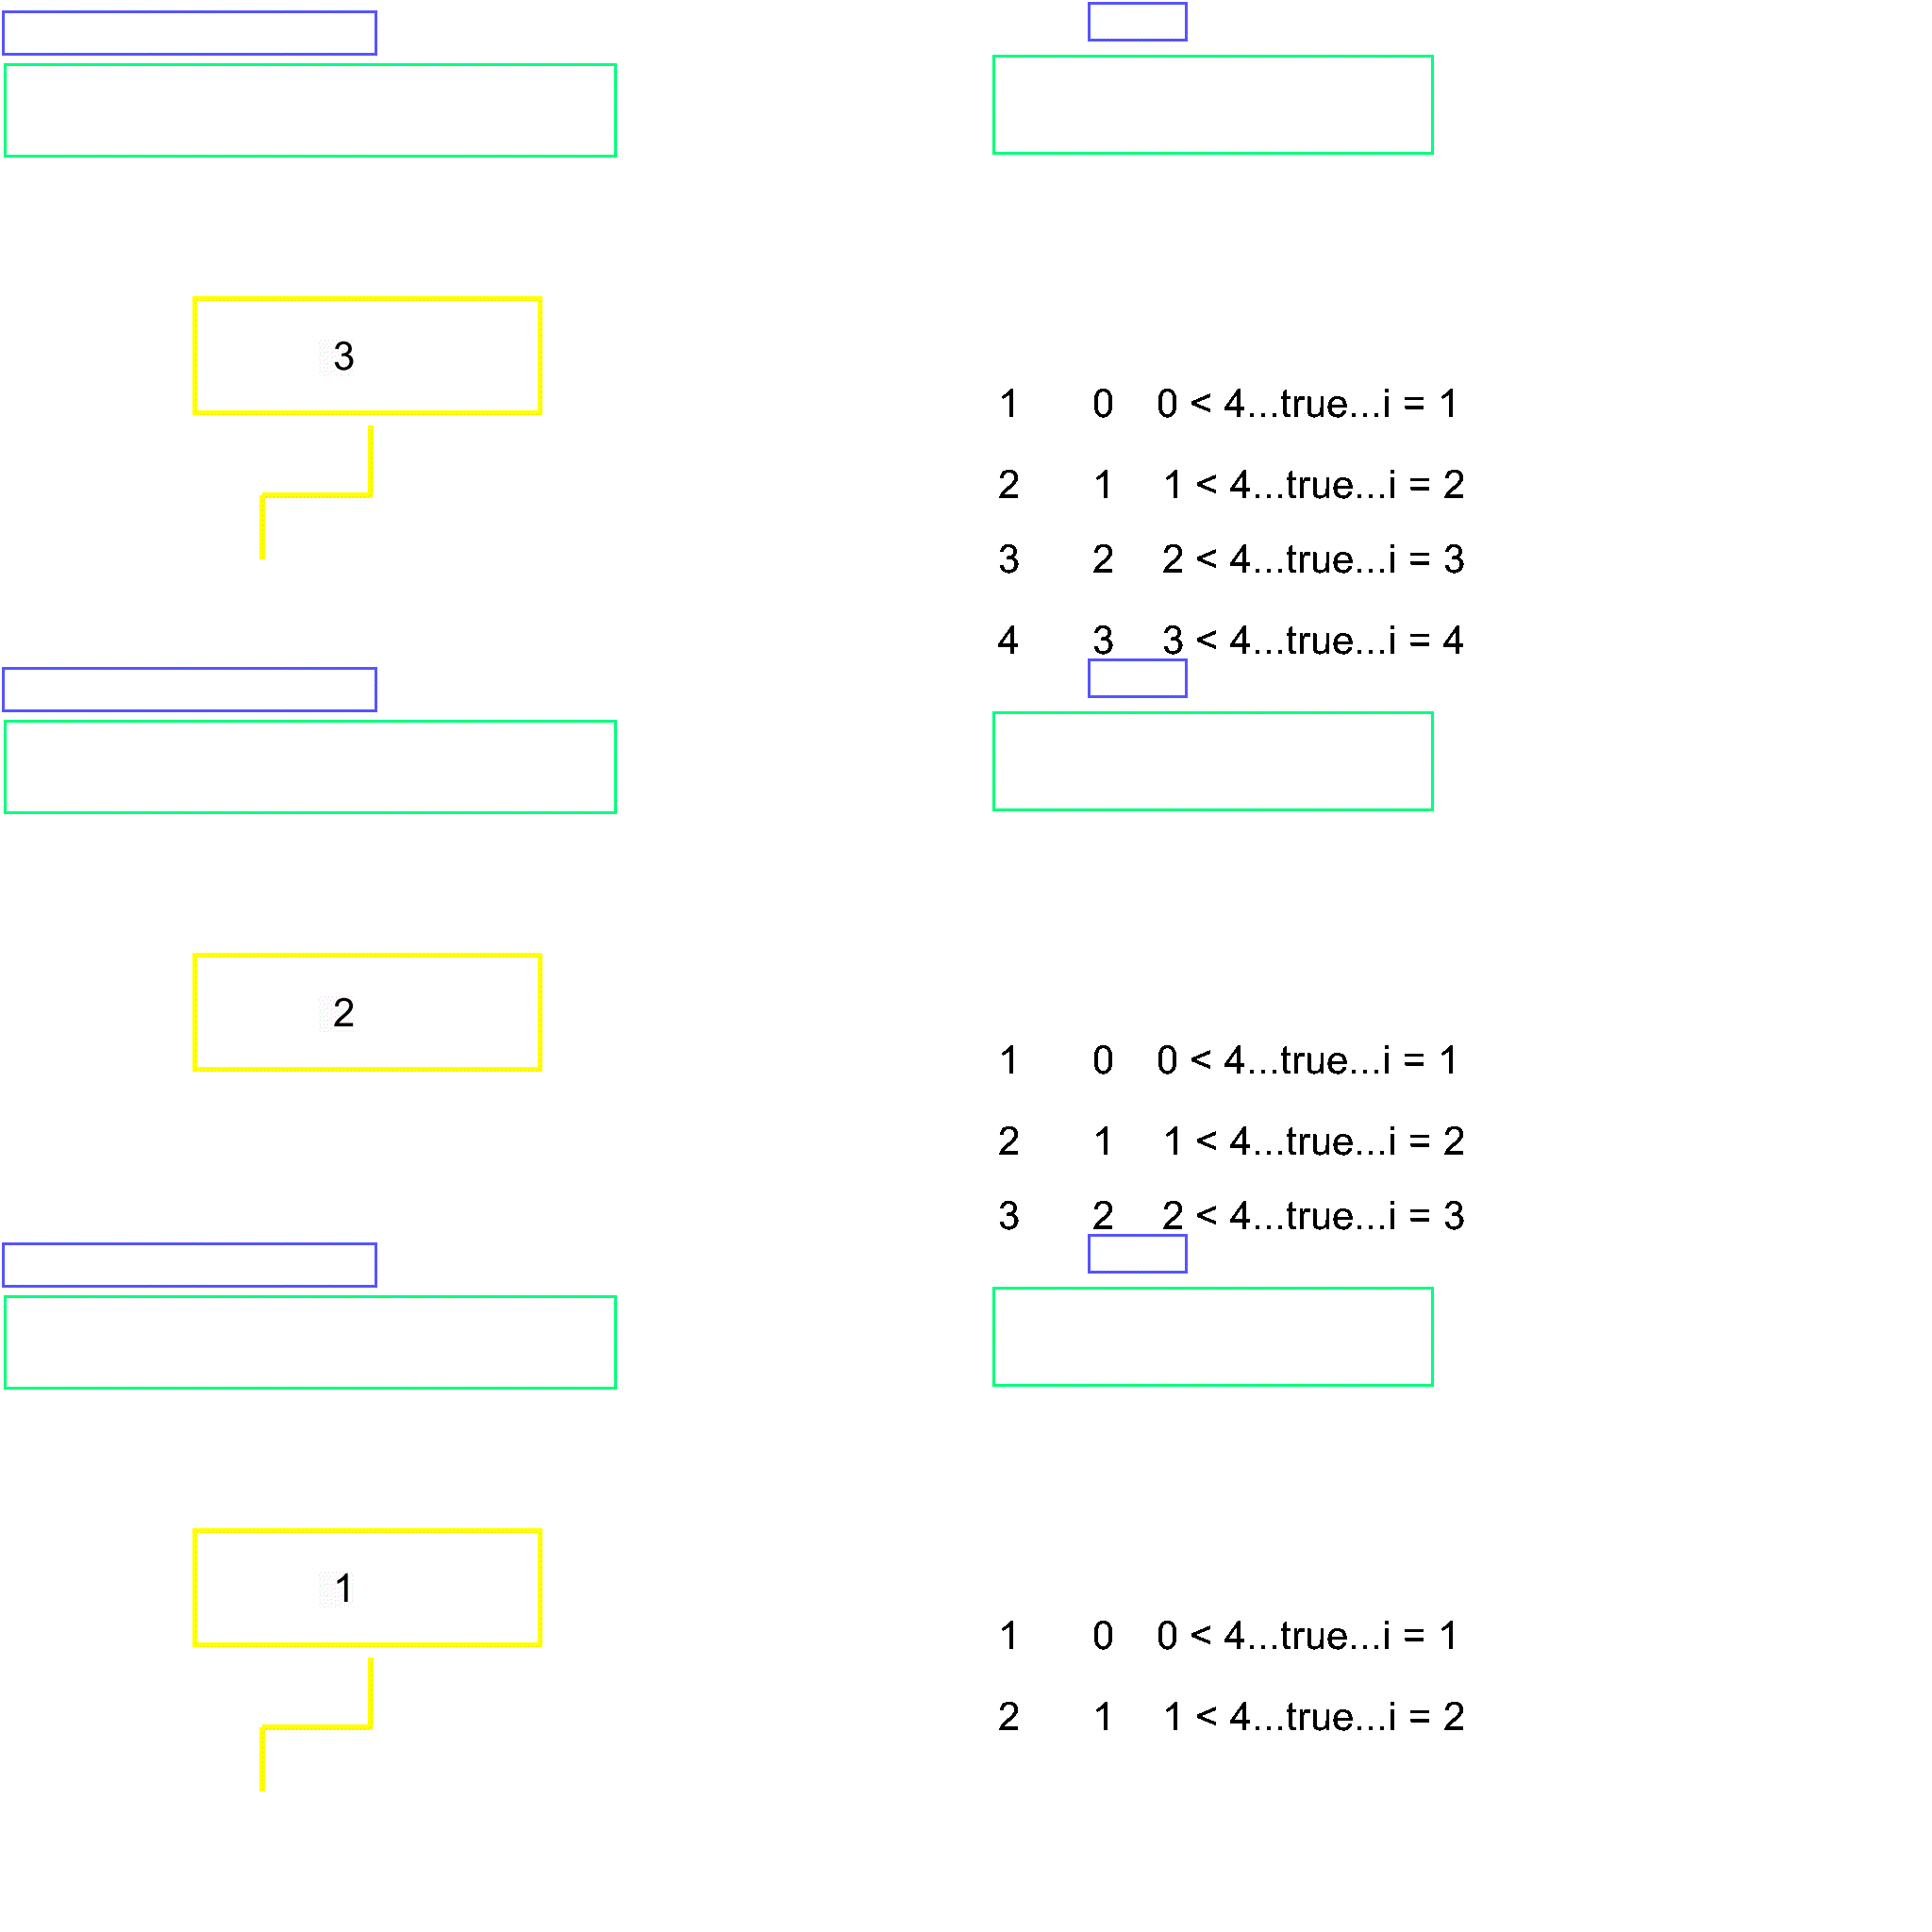 3
1 0 0 < 4...true...i = 1
2 1 1 < 4...true...i = 2
3 2 2 < 4...true...i = 3
4 3 3 < 4...true...i = 4
2
1 0 0 < 4...true...i = 1
2 1 1 < 4...true...i = 2
3 2 2 < 4...true...i = 3
1
1 0 0 < 4...true...i = 1
2 1 1 < 4...true...i = 2